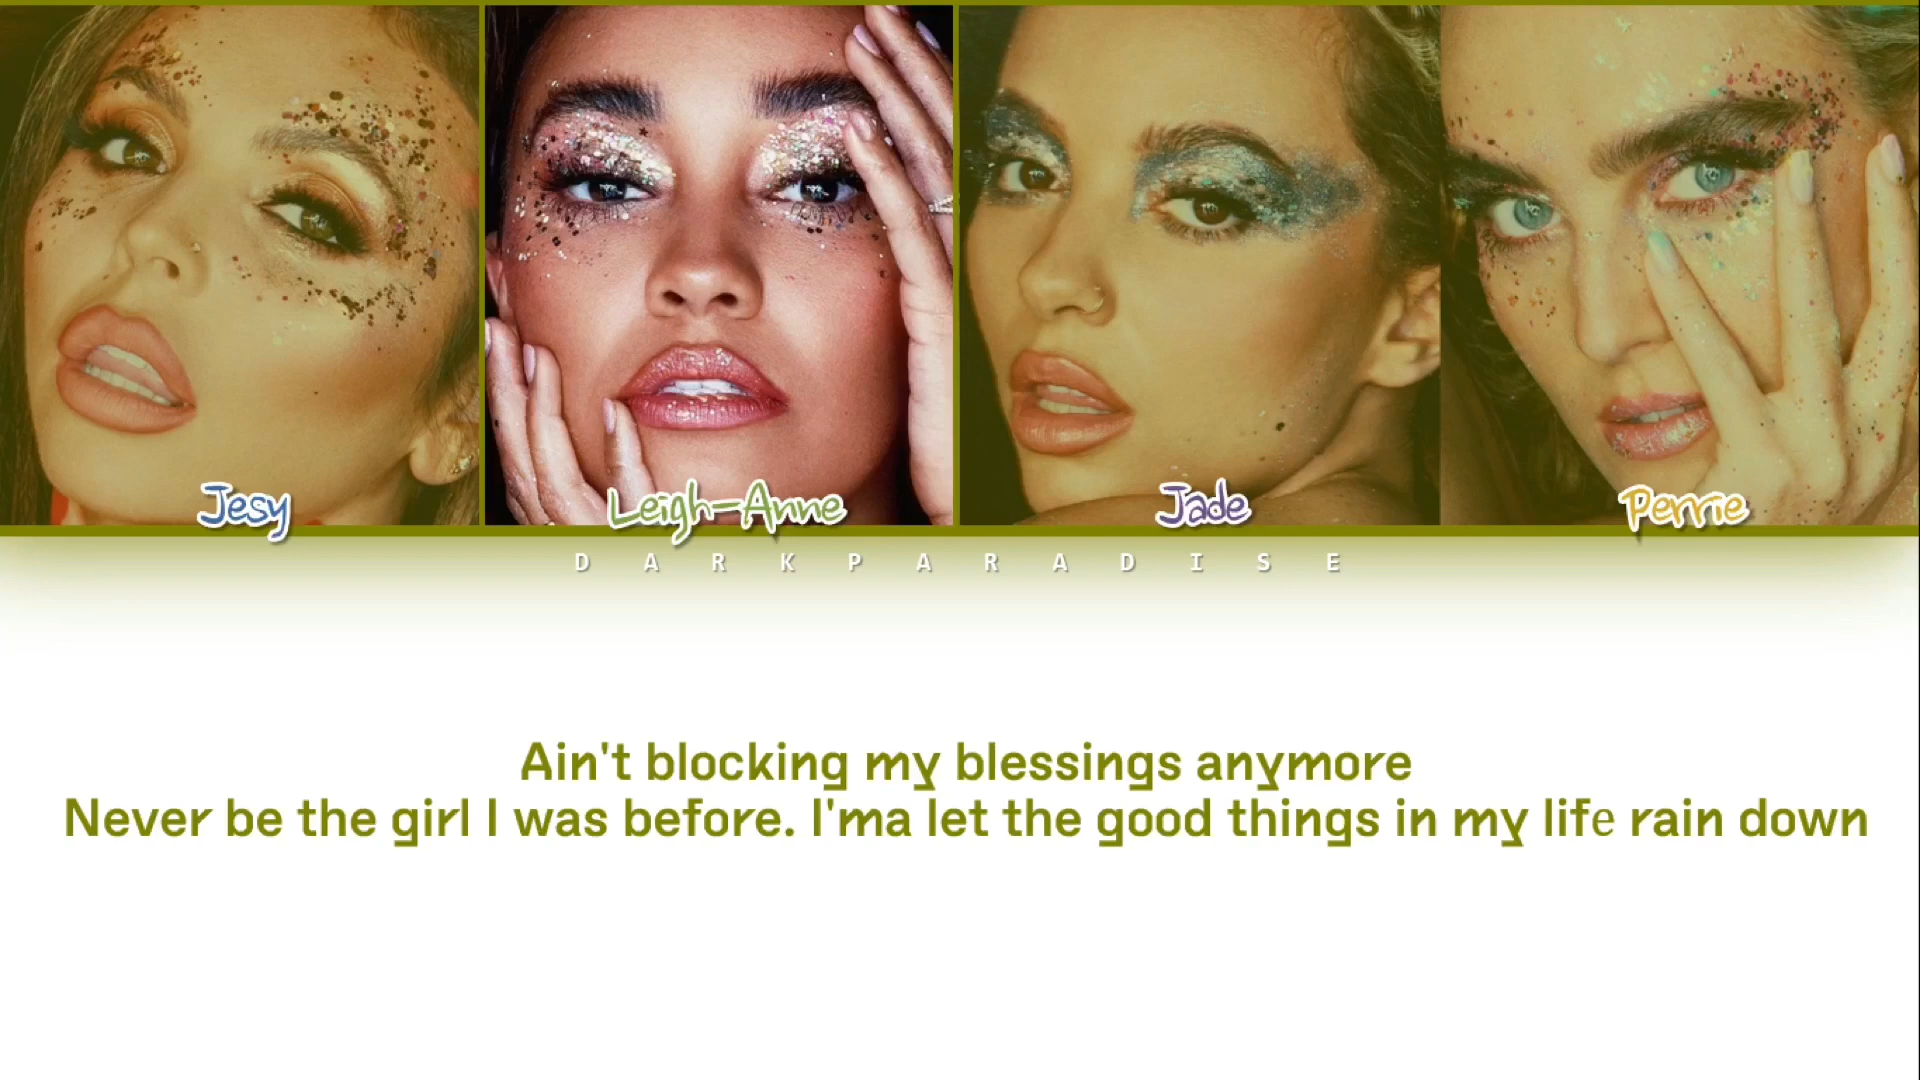 Jesy
Leigh-Anne
Jade
Perrie
DARKPARADISE
Ain't blocking my blessings anymore
Never be the girl I was before. I'ma let the good things in my life rain down